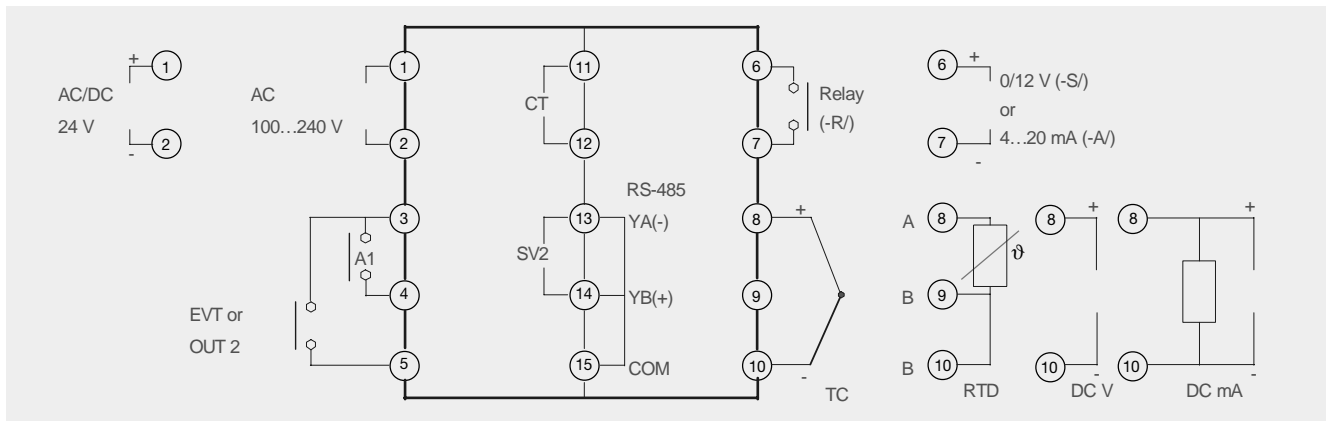 + 1
AC/DC
24 V
- 2
AC
100…240 V
1
2
3
4
5
A1
EVT or
OUT 2
11
CT
12
RS-485
13 YA(-)
SV2
14 YB(+)
15 COM
6
Relay
(-R/)
7
8 +
9
10 -
TC
6 +
0/12 V (-S/)
or
4…20 mA (-A/)
7 -
A 8
ϑ
B 9
B 10
RTD
8 +
10 -
DC V
8 +
10 -
DC mA